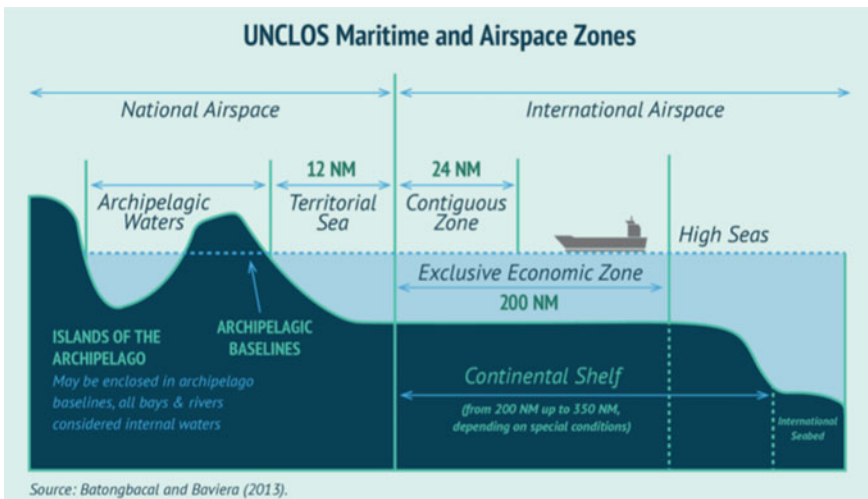 UNCLOS Maritime and Airspace Zones
National Airspace
International Airspace
12 NM
24 NM
Archipelagic
Waters
Territorial
Sea
Contiguous
Zone
High Seas
Exclusive Economic Zone
200 NM
ARCHIPELAGIC
BASELINES
ISLANDS OF THE
ARCHIPELAGO
May be enclosed in archipelago
baselines, all bays & rivers
considered internal waters
Continental Shelf
(from 200 NM up to 350 NM,
depending on special conditions)
International
Seabed
Source: Batongbacal and Baviera (2013).